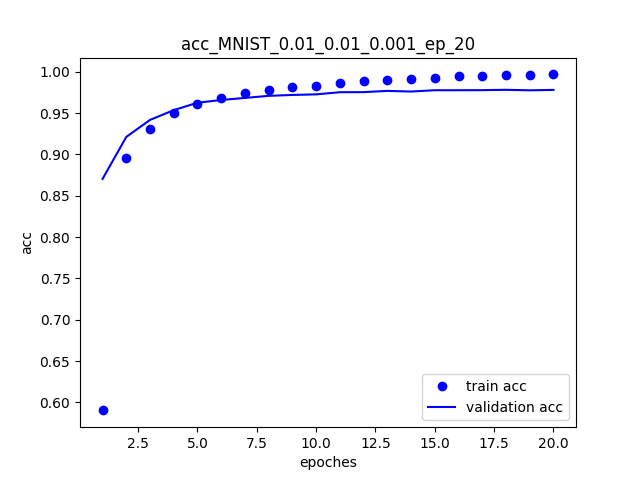 acc_MNIST_0.01_0.01_0.001_ep_20
1.00
0.95
0.90
0.85
0.80
0.75
0.70
0.65
0.60
acc
train acc
validation acc
2.5 5.0 7.5 10.0 12.5 15.0 17.5 20.0
epoches